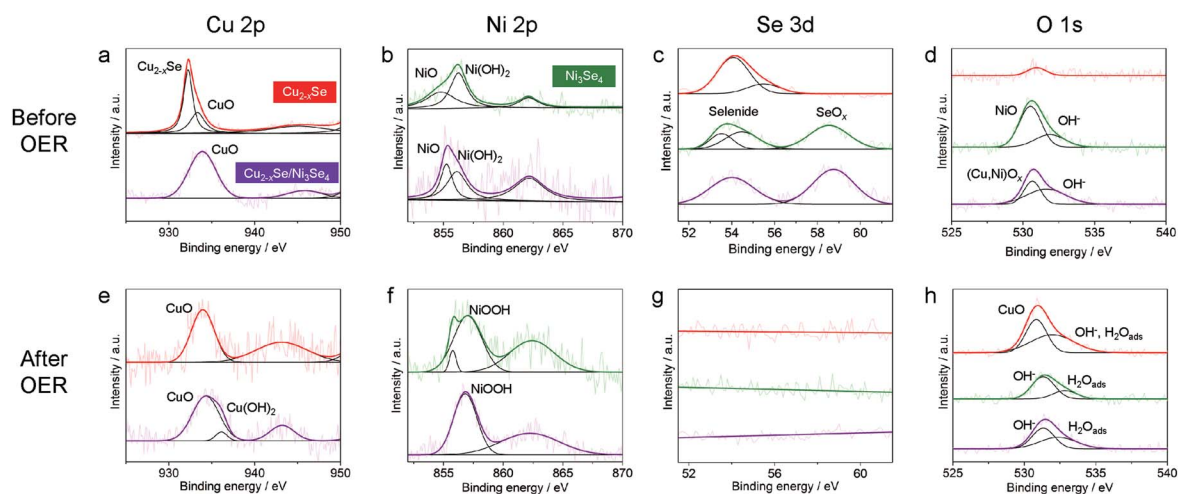 Cu 2p
Ni 2p
Se 3d
O 1s
Before
OER
a
Cu₂₋ₓSe
CuO
Cu₂₋ₓSe
CuO
Cu₂₋ₓSe/Ni₃Se₄
Intensity / a.u.
930 940 950
Binding energy / eV
b
NiO
Ni(OH)₂
Ni₃Se₄
NiO
Ni(OH)₂
Intensity / a.u.
855 860 865 870
Binding energy / eV
c
Selenide
SeOₓ
Intensity / a.u.
52 54 56 58 60
Binding energy / eV
d
NiO
OH⁻
(Cu,Ni)Oₓ
OH⁻
Intensity / a.u.
525 530 535 540
Binding energy / eV
After
OER
e
CuO
CuO
Cu(OH)₂
Intensity / a.u.
930 940 950
Binding energy / eV
f
NiOOH
NiOOH
Intensity / a.u.
855 860 865 870
Binding energy / eV
g
Intensity / a.u.
52 54 56 58 60
Binding energy / eV
h
CuO
OH⁻, H₂Oads
OH⁻
H₂Oads
OH⁻
H₂Oads
Intensity / a.u.
525 530 535 540
Binding energy / eV